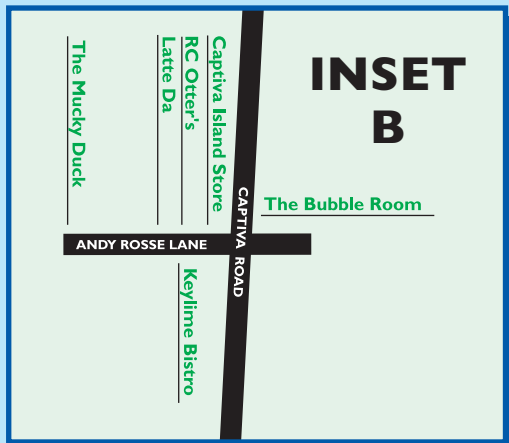 INSET
B
The Mucky Duck
Latte Da
RC Otter's
Captiva Island Store
The Bubble Room
ANDY ROSSE LANE
CAPTIVA ROAD
Keylime Bistro